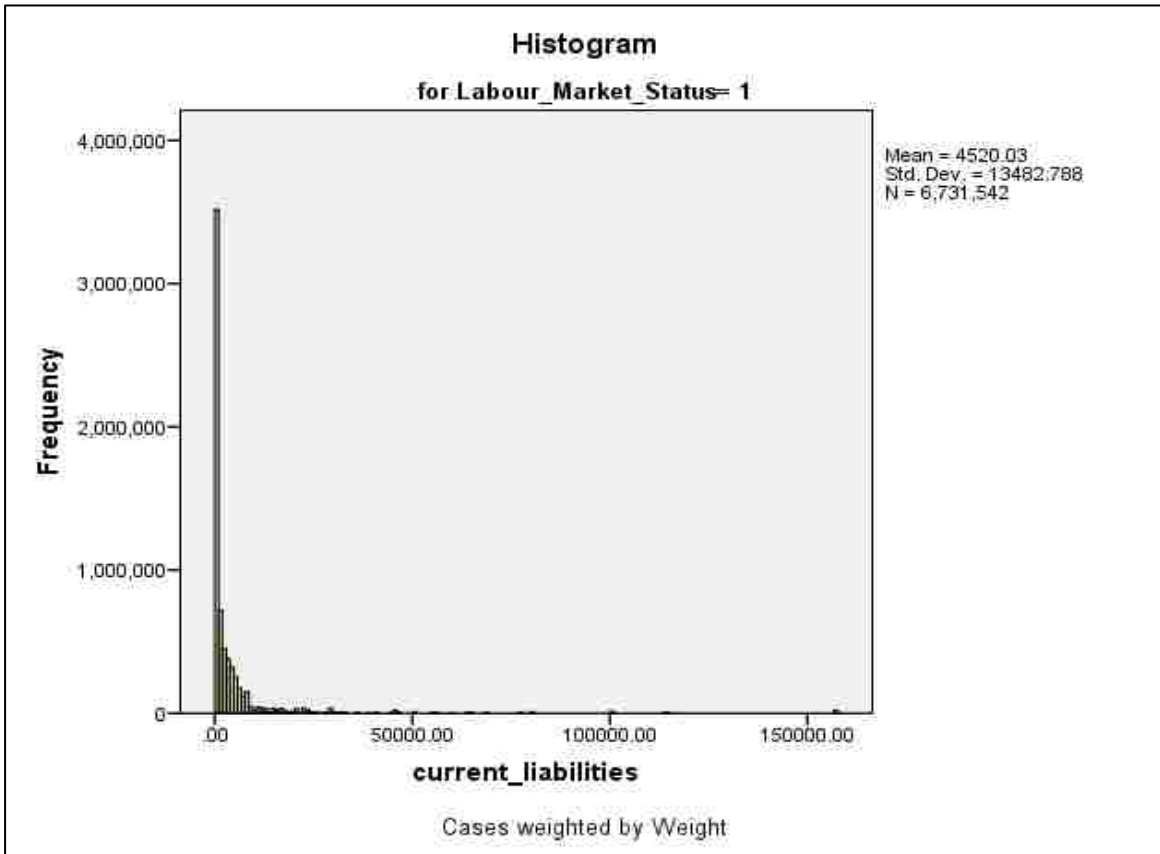 Histogram
for Labour_Market_Status= 1
Mean = 4520.03
Std. Dev. = 13482.788
N = 6,731,542
4,000,000
3,000,000
2,000,000
1,000,000
0
Frequency
.00
50000.00
100000.00
150000.00
current_liabilities
Cases weighted by Weight